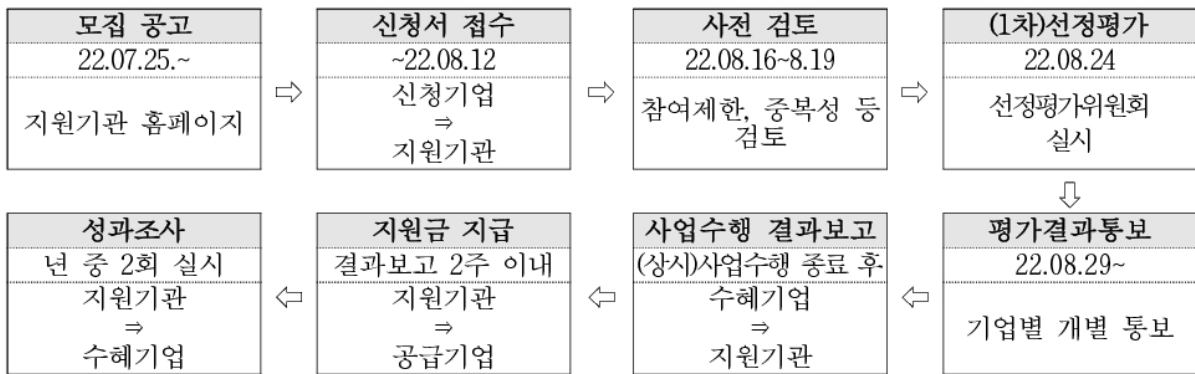 모집 공고
22.07.25.~
지원기관 홈페이지
⇨
신청서 접수
~22.08.12
신청기업
⇒
지원기관
⇨
사전 검토
22.08.16~8.19
참여제한, 중복성 등
검토
⇨
(1차)선정평가
22.08.24
선정평가위원회
실시
⇩
평가결과통보
22.08.29~
기업별 개별 통보
⇦
사업수행 결과보고
(상시)사업수행 종료 후
수혜기업
⇒
지원기관
⇦
지원금 지급
결과보고 2주 이내
지원기관
⇒
공급기업
⇦
성과조사
년 중 2회 실시
지원기관
⇒
수혜기업